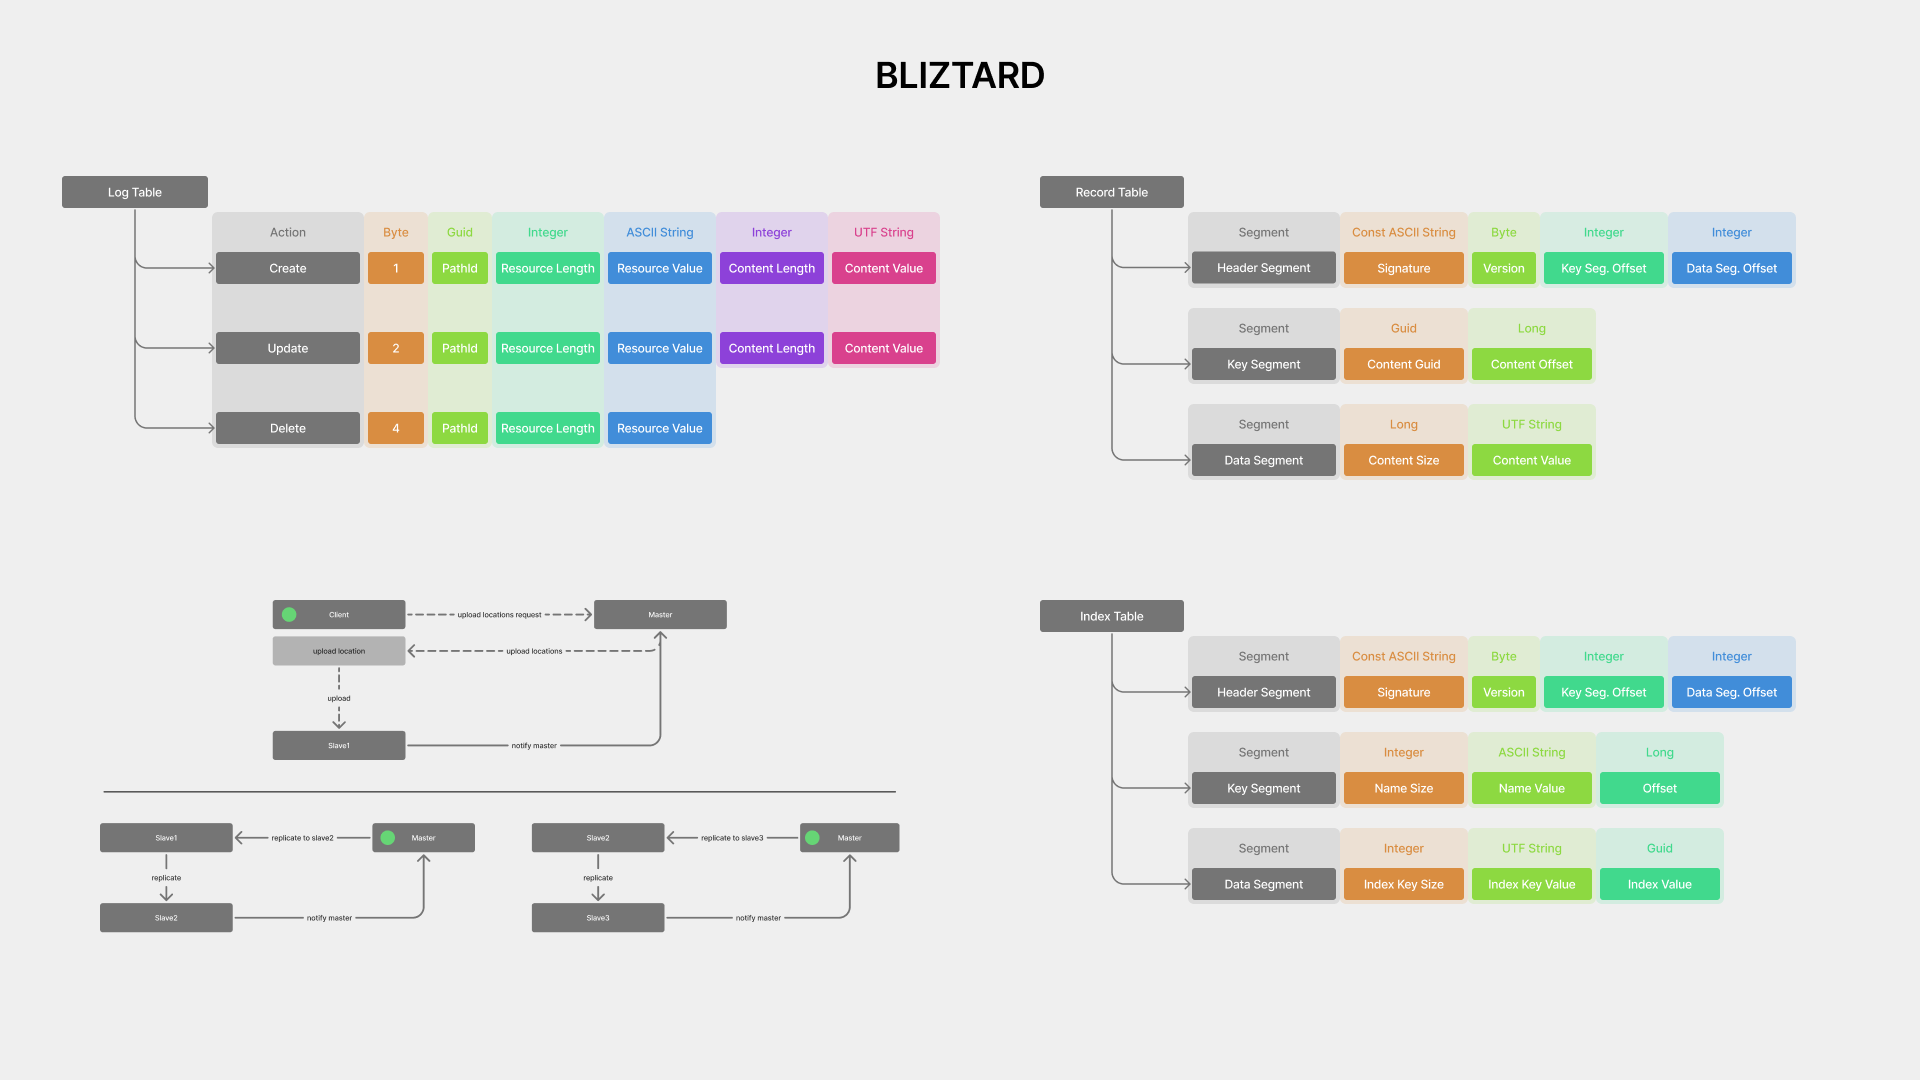 BLIZTARD
Log Table
Action Byte Guid Integer ASCII String Integer UTF String
Create 1 PathId Resource Length Resource Value Content Length Content Value
Update 2 PathId Resource Length Resource Value Content Length Content Value
Delete 4 PathId Resource Length Resource Value
Record Table
Segment Const ASCII String Byte Integer Integer
Header Segment Signature Version Key Seg. Offset Data Seg. Offset
Segment Guid Long
Key Segment Content Guid Content Offset
Segment Long UTF String
Data Segment Content Size Content Value
Client upload locations request Master
upload location upload locations
upload
Slave1 notify master
Slave1 replicate to slave2 Master
replicate
Slave2 notify master
Slave2 replicate to slave3 Master
replicate
Slave3 notify master
Index Table
Segment Const ASCII String Byte Integer Integer
Header Segment Signature Version Key Seg. Offset Data Seg. Offset
Segment Integer ASCII String Long
Key Segment Name Size Name Value Offset
Segment Integer UTF String Guid
Data Segment Index Key Size Index Key Value Index Value